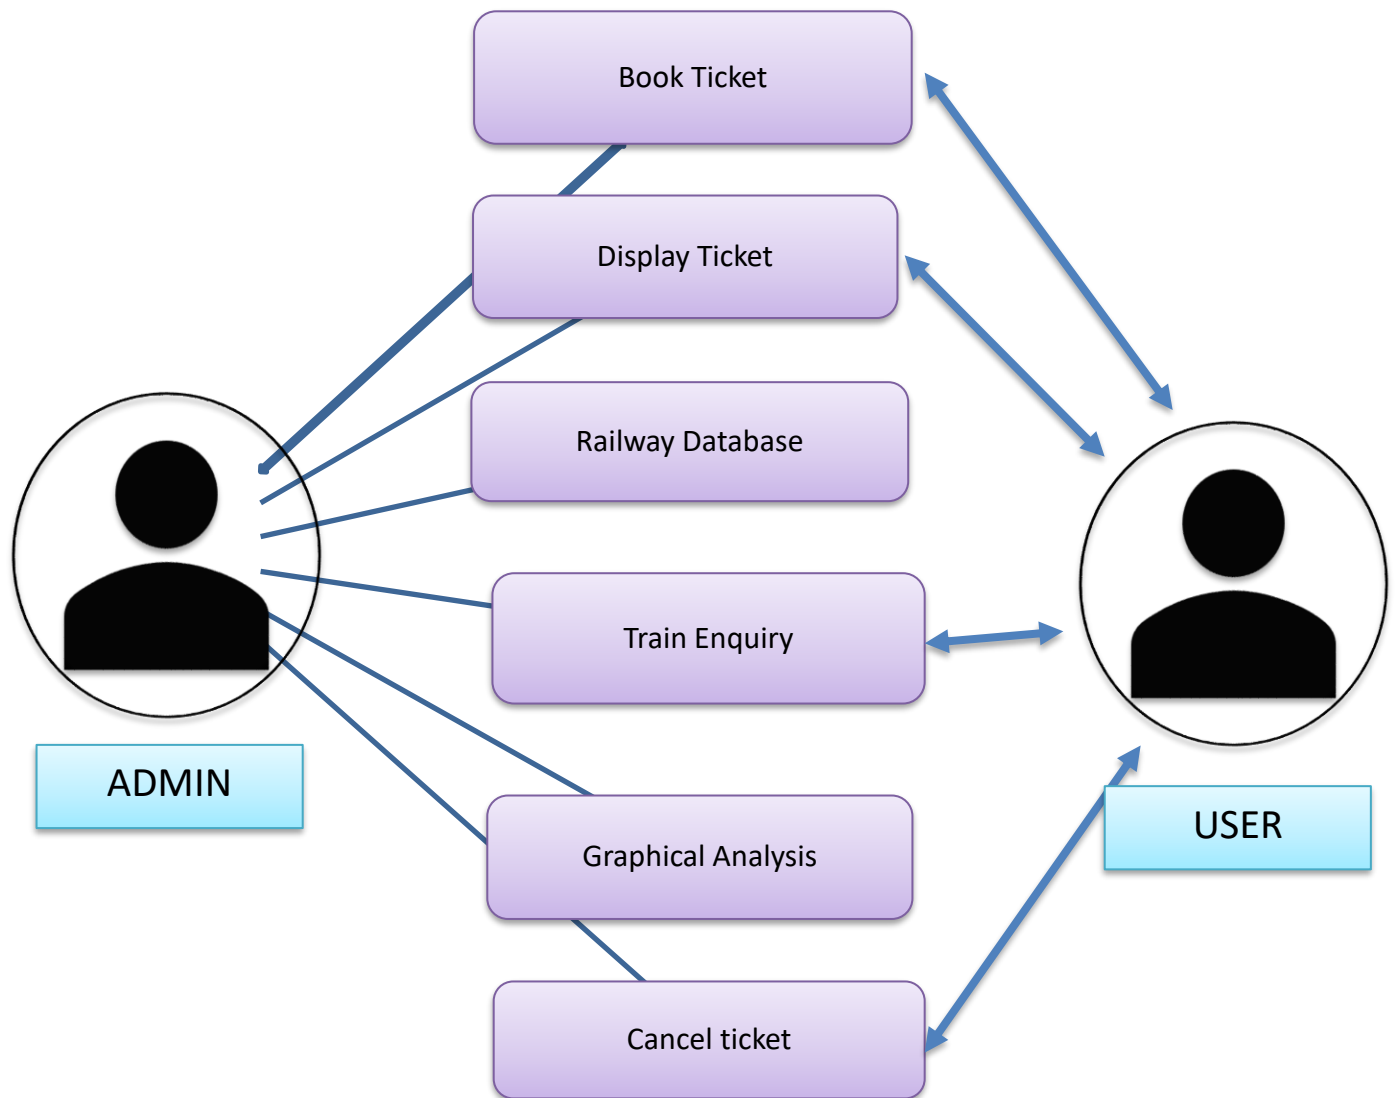 Book Ticket
Display Ticket
Railway Database
Train Enquiry
ADMIN
USER
Graphical Analysis
Cancel ticket